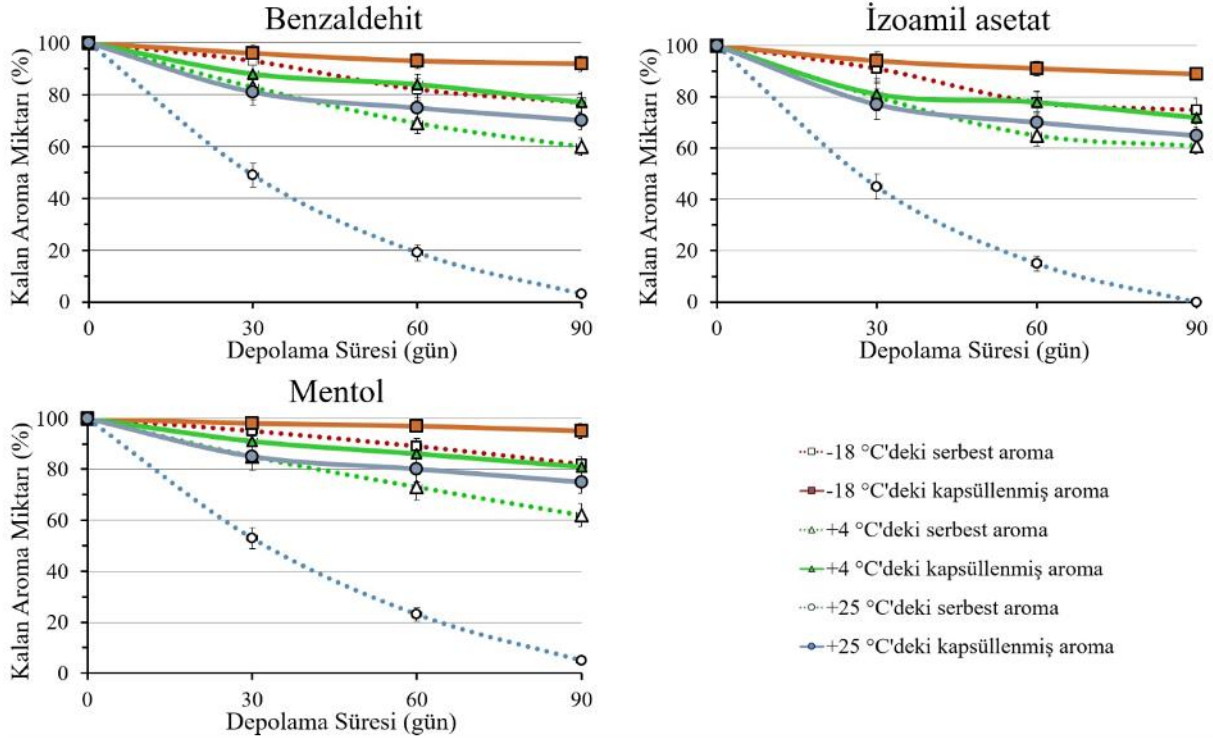 Benzaldehit
Kalan Aroma Miktarı (%)
100
80
60
40
20
0
0 30 60 90
Depolama Süresi (gün)
İzoamil asetat
Kalan Aroma Miktarı (%)
100
80
60
40
20
0
0 30 60 90
Depolama Süresi (gün)
Mentol
Kalan Aroma Miktarı (%)
100
80
60
40
20
0
0 30 60 90
Depolama Süresi (gün)
-18 °C'deki serbest aroma
-18 °C'deki kapsüllenmiş aroma
+4 °C'deki serbest aroma
+4 °C'deki kapsüllenmiş aroma
+25 °C'deki serbest aroma
+25 °C'deki kapsüllenmiş aroma